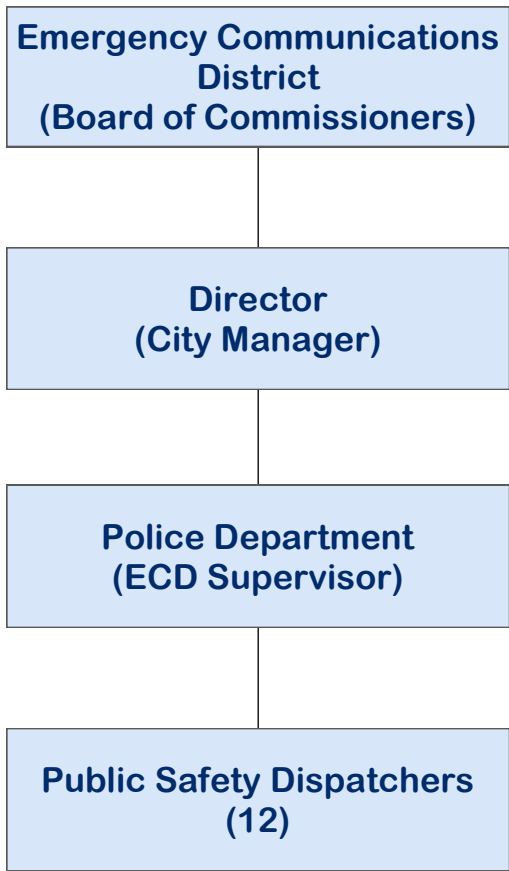 Emergency Communications
District
(Board of Commissioners)
Director
(City Manager)
Police Department
(ECD Supervisor)
Public Safety Dispatchers
(12)